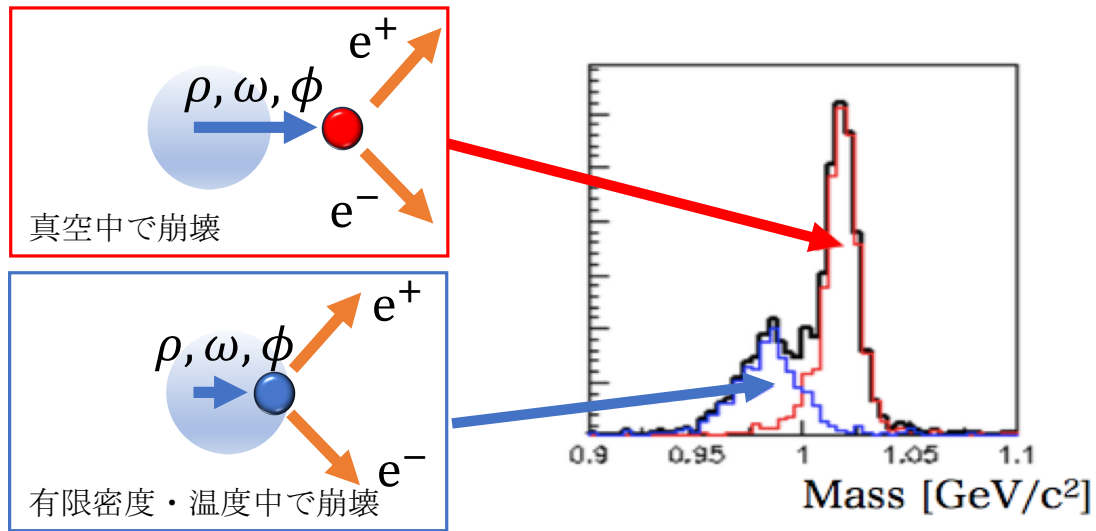 e⁺
ρ, ω, ϕ
e⁻
真空中で崩壊
e⁺
ρ, ω, ϕ
e⁻
有限密度・温度中で崩壊
0.9 0.95 1 1.05 1.1
Mass [GeV/c²]